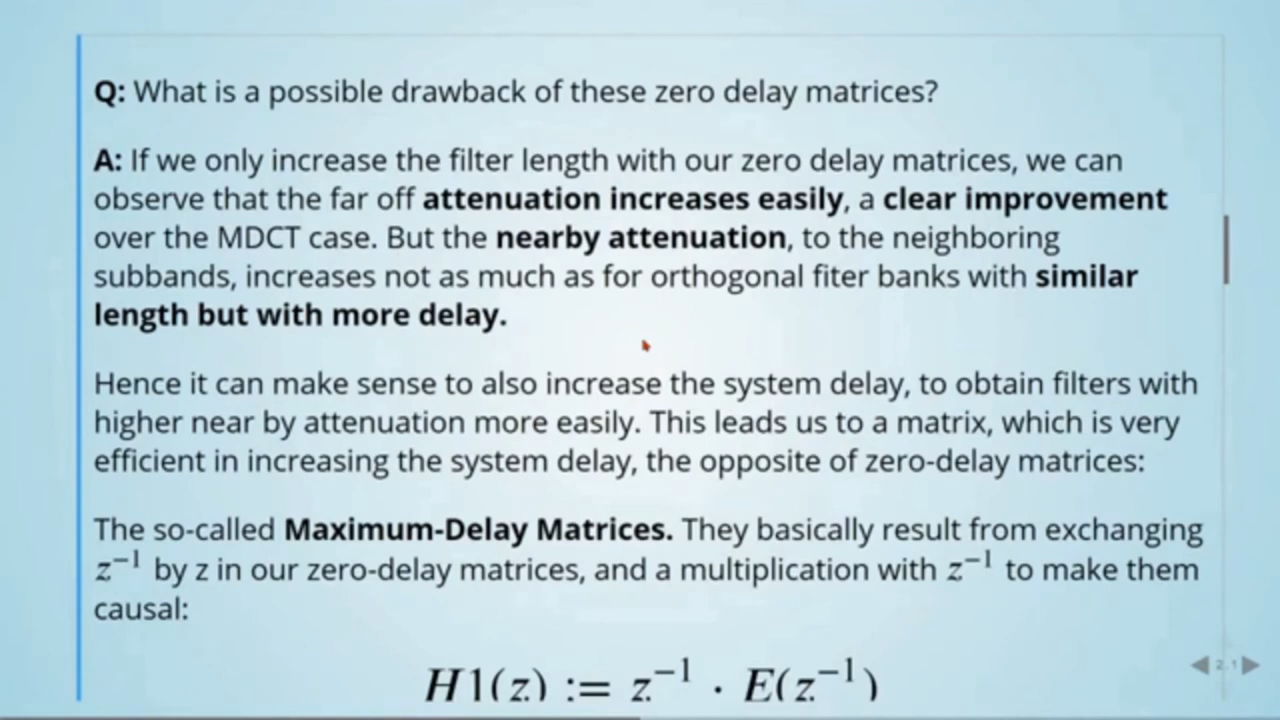 Q: What is a possible drawback of these zero delay matrices?
A: If we only increase the filter length with our zero delay matrices, we can
observe that the far off attenuation increases easily, a clear improvement
over the MDCT case. But the nearby attenuation, to the neighboring
subbands, increases not as much as for orthogonal fiter banks with similar
length but with more delay.
Hence it can make sense to also increase the system delay, to obtain filters with
higher near by attenuation more easily. This leads us to a matrix, which is very
efficient in increasing the system delay, the opposite of zero-delay matrices:
The so-called Maximum-Delay Matrices. They basically result from exchanging
z⁻¹ by z in our zero-delay matrices, and a multiplication with z⁻¹ to make them
causal:
H1(z) := z⁻¹ · E(z⁻¹)
2.1